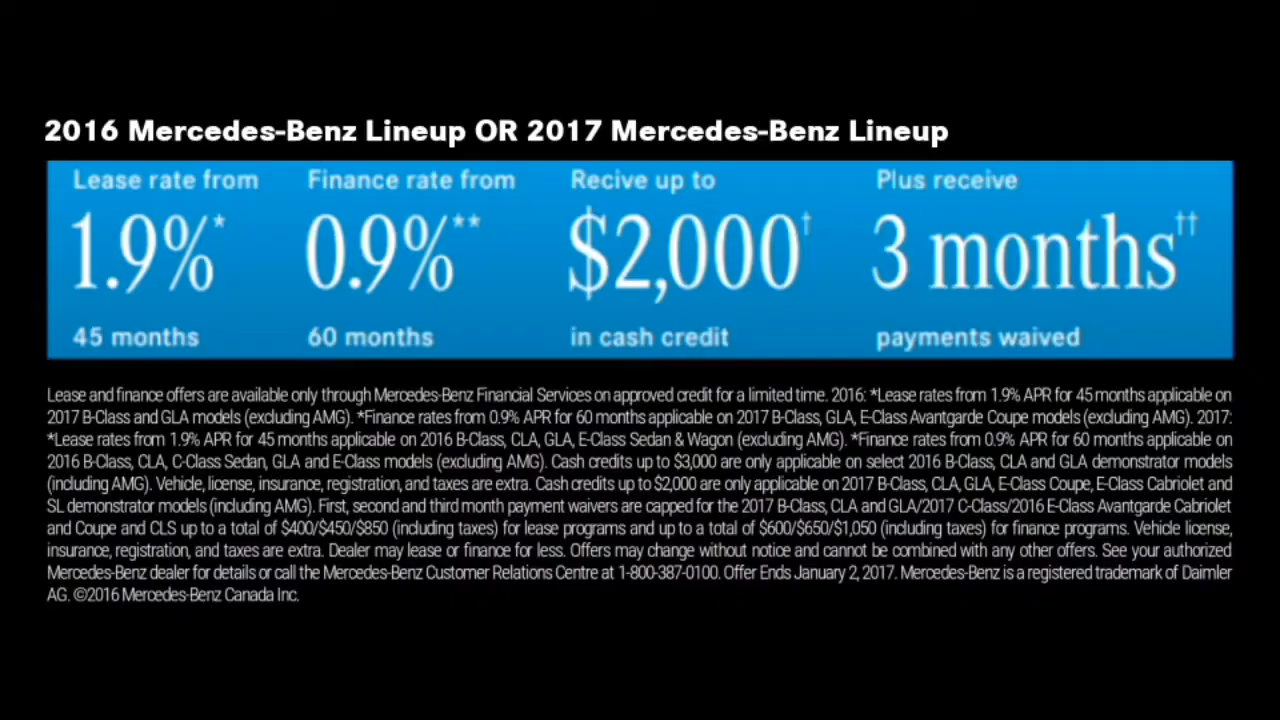 2016 Mercedes-Benz Lineup OR 2017 Mercedes-Benz Lineup
Lease rate from
1.9%*
45 months
Finance rate from
0.9%**
60 months
Recive up to
$2,000†
in cash credit
Plus receive
3 months††
payments waived
Lease and finance offers are available only through Mercedes-Benz Financial Services on approved credit for a limited time. 2016: *Lease rates from 1.9% APR for 45 months applicable on
2017 B-Class and GLA models (excluding AMG). *Finance rates from 0.9% APR for 60 months applicable on 2017 B-Class, GLA, E-Class Avantgarde Coupe models (excluding AMG). 2017:
*Lease rates from 1.9% APR for 45 months applicable on 2016 B-Class, CLA, GLA, E-Class Sedan & Wagon (excluding AMG). *Finance rates from 0.9% APR for 60 months applicable on
2016 B-Class, CLA, C-Class Sedan, GLA and E-Class models (excluding AMG). Cash credits up to $3,000 are only applicable on select 2016 B-Class, CLA and GLA demonstrator models
(including AMG). Vehicle, license, insurance, registration, and taxes are extra. Cash credits up to $2,000 are only applicable on 2017 B-Class, CLA, GLA, E-Class Coupe, E-Class Cabriolet and
SL demonstrator models (including AMG). First, second and third month payment waivers are capped for the 2017 B-Class, CLA and GLA/2017 C-Class/2016 E-Class Avantgarde Cabriolet
and Coupe and CLS up to a total of $400/$450/$850 (including taxes) for lease programs and up to a total of $600/$650/$1,050 (including taxes) for finance programs. Vehicle license,
insurance, registration, and taxes are extra. Dealer may lease or finance for less. Offers may change without notice and cannot be combined with any other offers. See your authorized
Mercedes-Benz dealer for details or call the Mercedes-Benz Customer Relations Centre at 1-800-387-0100. Offer Ends January 2, 2017. Mercedes-Benz is a registered trademark of Daimler
AG. ©2016 Mercedes-Benz Canada Inc.